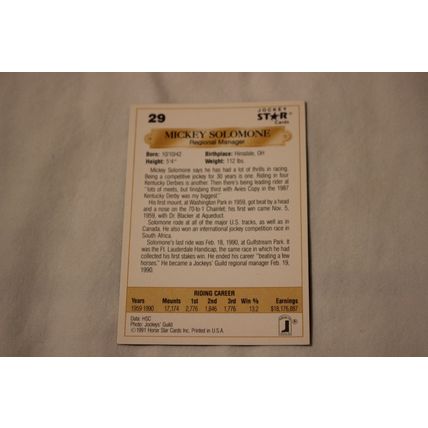 29
JOCKEY
STAR
Cards
MICKEY SOLOMONE
Regional Manager
Born: 10/10/42 Birthplace: Hinsdale, OH
Height: 5'4" Weight: 112 lbs.
Mickey Solomone says he has had a lot of thrills in racing.
Being a competitive jockey for 30 years is one. Riding in four
Kentucky Derbies is another. Then there's being leading rider at
"lots of meets, but finishing third with Avies Copy in the 1987
Kentucky Derby was my biggest."
His first mount, at Washington Park in 1959, got beat by a head
and a nose on the 70-to-1 Chairlet; his first win came Nov. 5,
1959, with Dr. Blacker at Aqueduct.
Solomone rode at all of the major U.S. tracks, as well as in
Canada. He also won an international jockey competition race in
South Africa.
Solomone's last ride was Feb. 18, 1990, at Gulfstream Park. It
was the Ft. Lauderdale Handicap, the same race in which he had
collected his first stakes win. He ended his career "beating a few
horses." He became a Jockeys' Guild regional manager Feb. 19,
1990.
RIDING CAREER
Years Mounts 1st 2nd 3rd Win % Earnings
1959-1990 17,174 2,776 1,846 1,776 13.2 $18,176,887
Data: HSC
Photo: Jockeys' Guild
©1991 Horse Star Cards Inc. Printed in U.S.A.
J